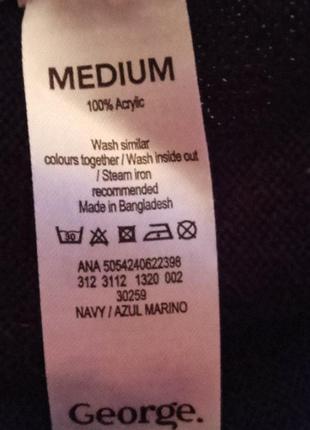 MEDIUM
100% Acrylic
Wash similar
colours together / Wash inside out
/ Steam iron
recommended
Made in Bangladesh
30
ANA 5054240622398
312 3112 1320 002
30259
NAVY / AZUL MARINO
George.